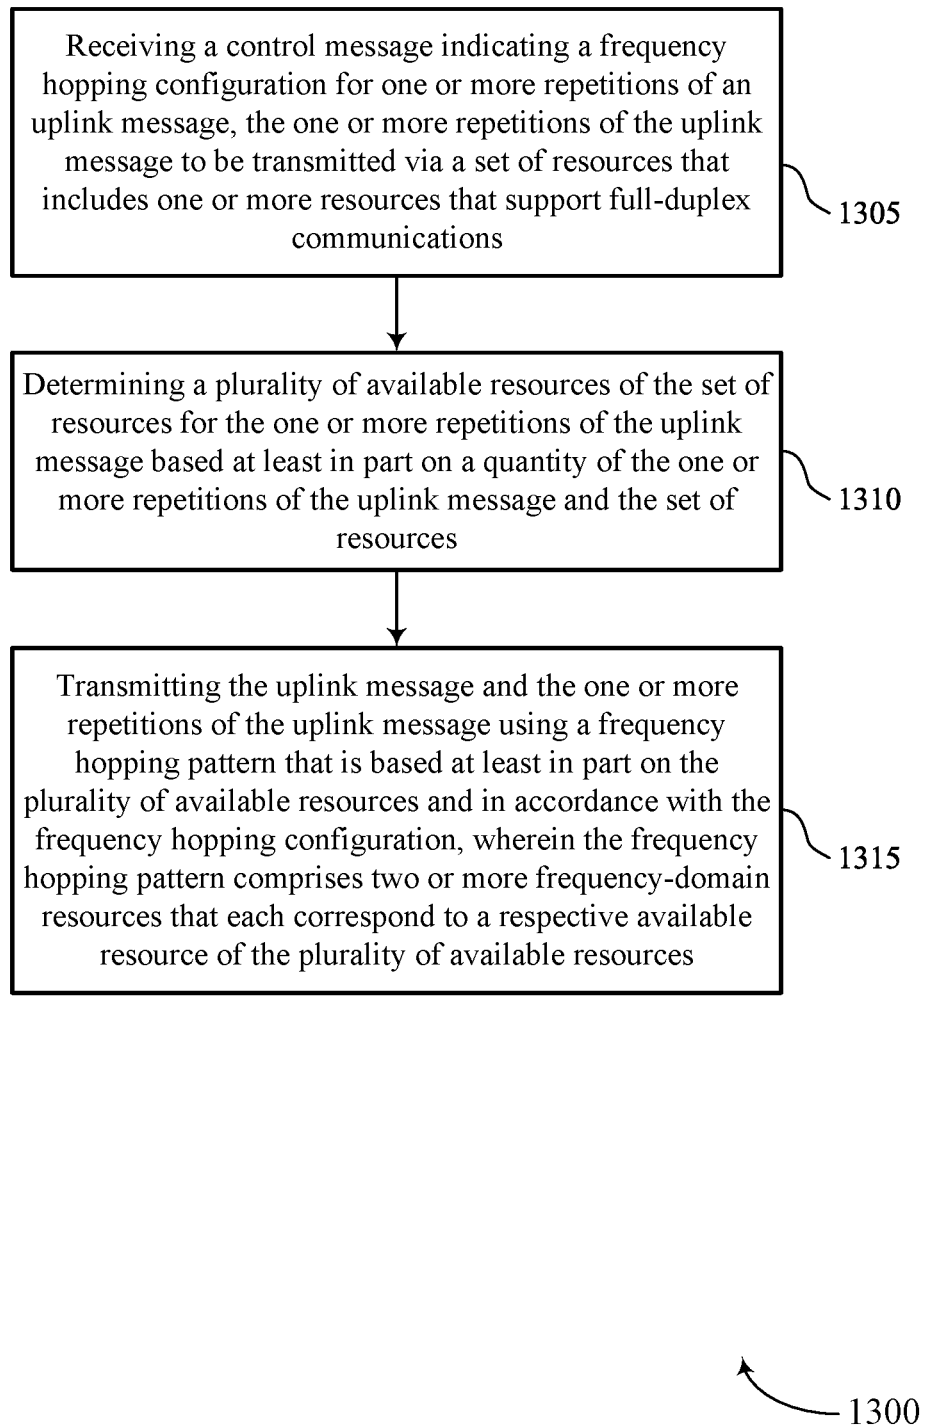 Receiving a control message indicating a frequency
hopping configuration for one or more repetitions of an
uplink message, the one or more repetitions of the uplink
message to be transmitted via a set of resources that
includes one or more resources that support full-duplex
communications
1305
Determining a plurality of available resources of the set of
resources for the one or more repetitions of the uplink
message based at least in part on a quantity of the one or
more repetitions of the uplink message and the set of
resources
1310
Transmitting the uplink message and the one or more
repetitions of the uplink message using a frequency
hopping pattern that is based at least in part on the
plurality of available resources and in accordance with the
frequency hopping configuration, wherein the frequency
hopping pattern comprises two or more frequency-domain
resources that each correspond to a respective available
resource of the plurality of available resources
1315
1300